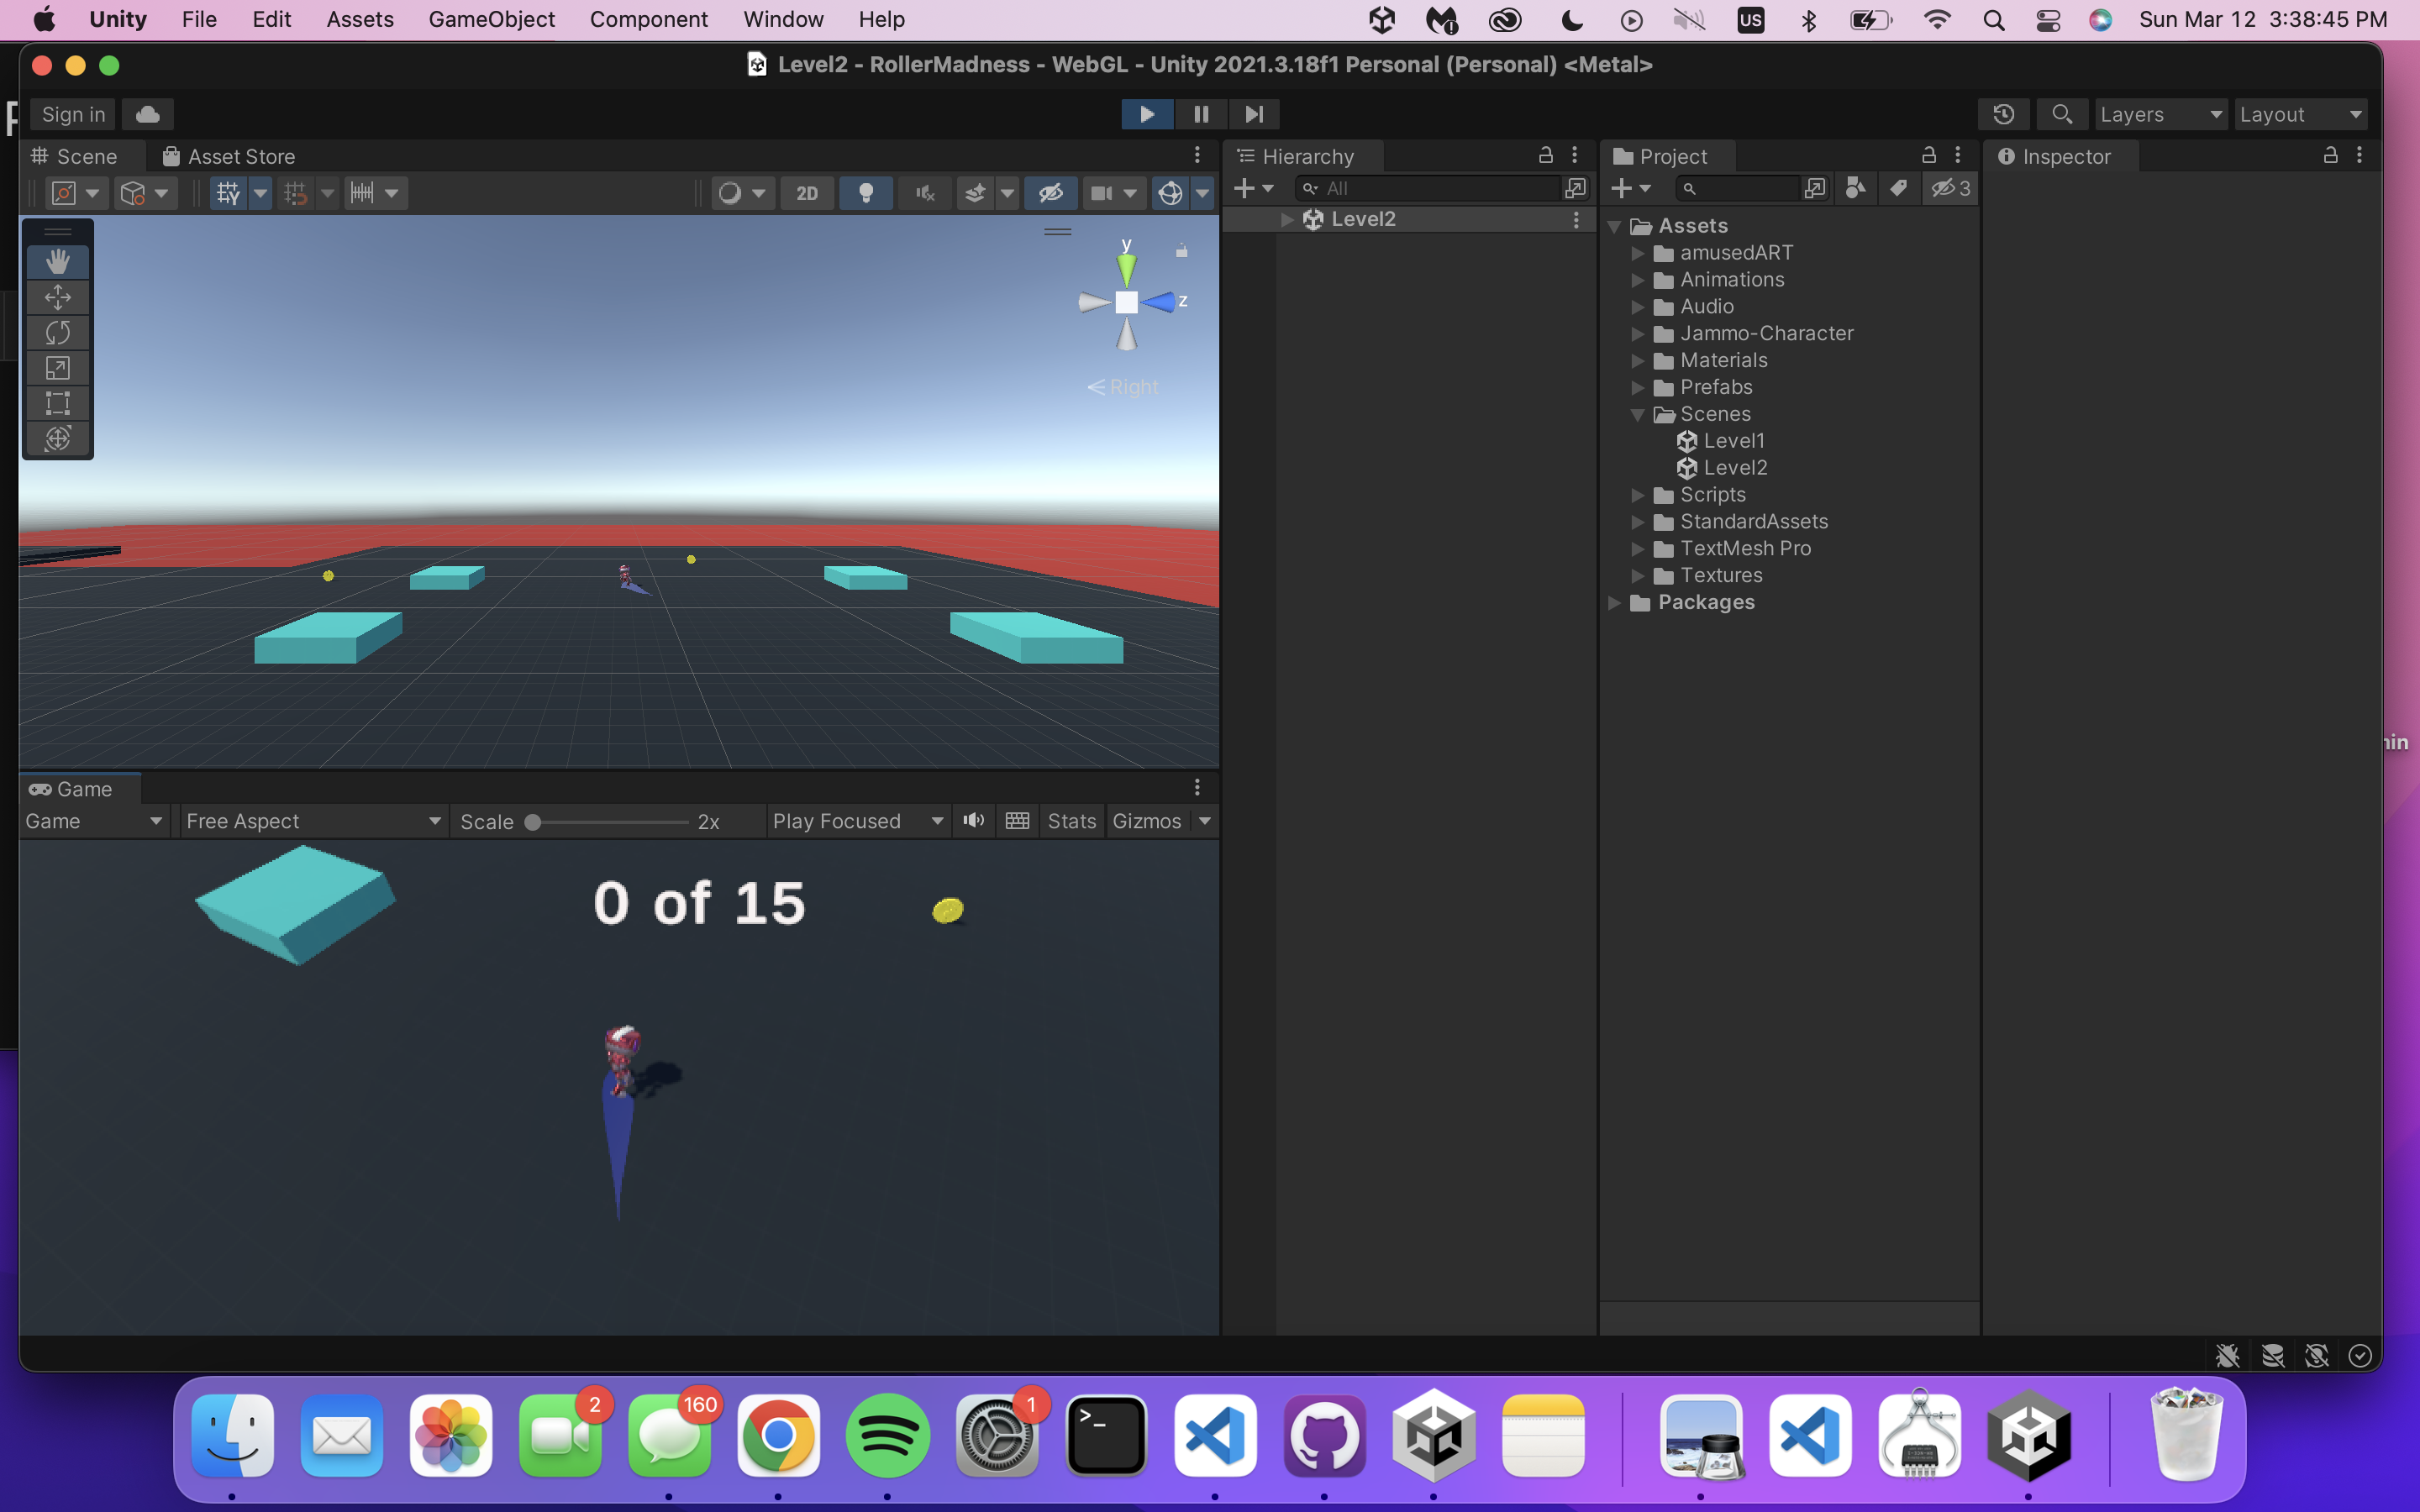 Unity File Edit Assets GameObject Component Window Help US Sun Mar 12 3:38:45 PM
Level2 - RollerMadness - WebGL - Unity 2021.3.18f1 Personal (Personal) <Metal>
Sign in Layers Layout
Scene Asset Store Hierarchy Project Inspector
2D All 3
Level2
y
z
Right
Assets
amusedART
Animations
Audio
Jammo-Character
Materials
Prefabs
Scenes
Level1
Level2
Scripts
StandardAssets
TextMesh Pro
Textures
Packages
Game
Game Free Aspect Scale 2x Play Focused Stats Gizmos
0 of 15
2 160 1
>_